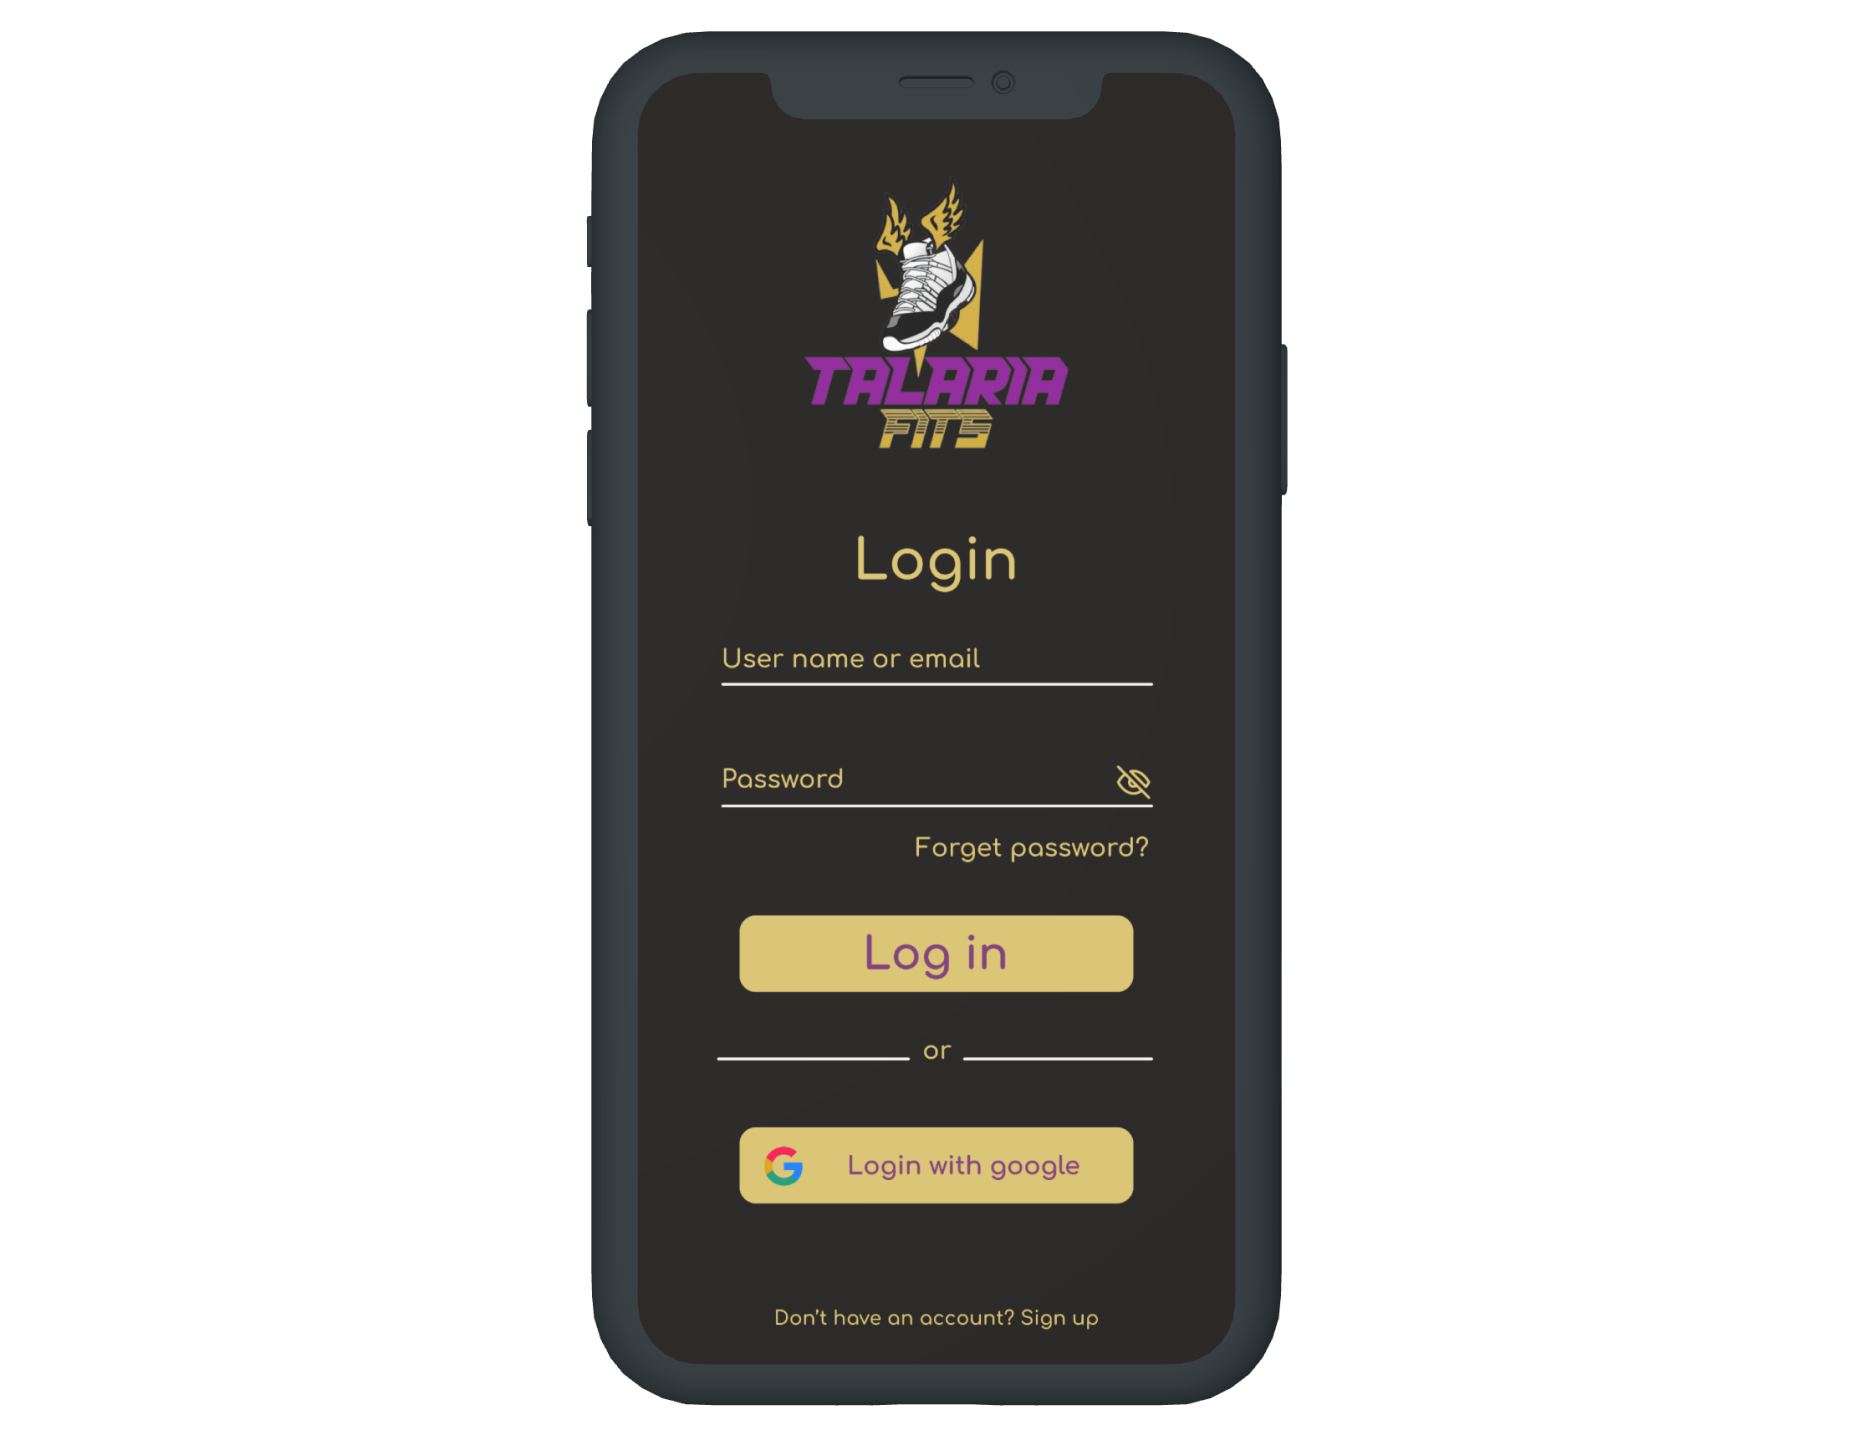 TALARIA
FITS
Login
User name or email
Password
Forget password?
Log in
or
Login with google
Don't have an account? Sign up